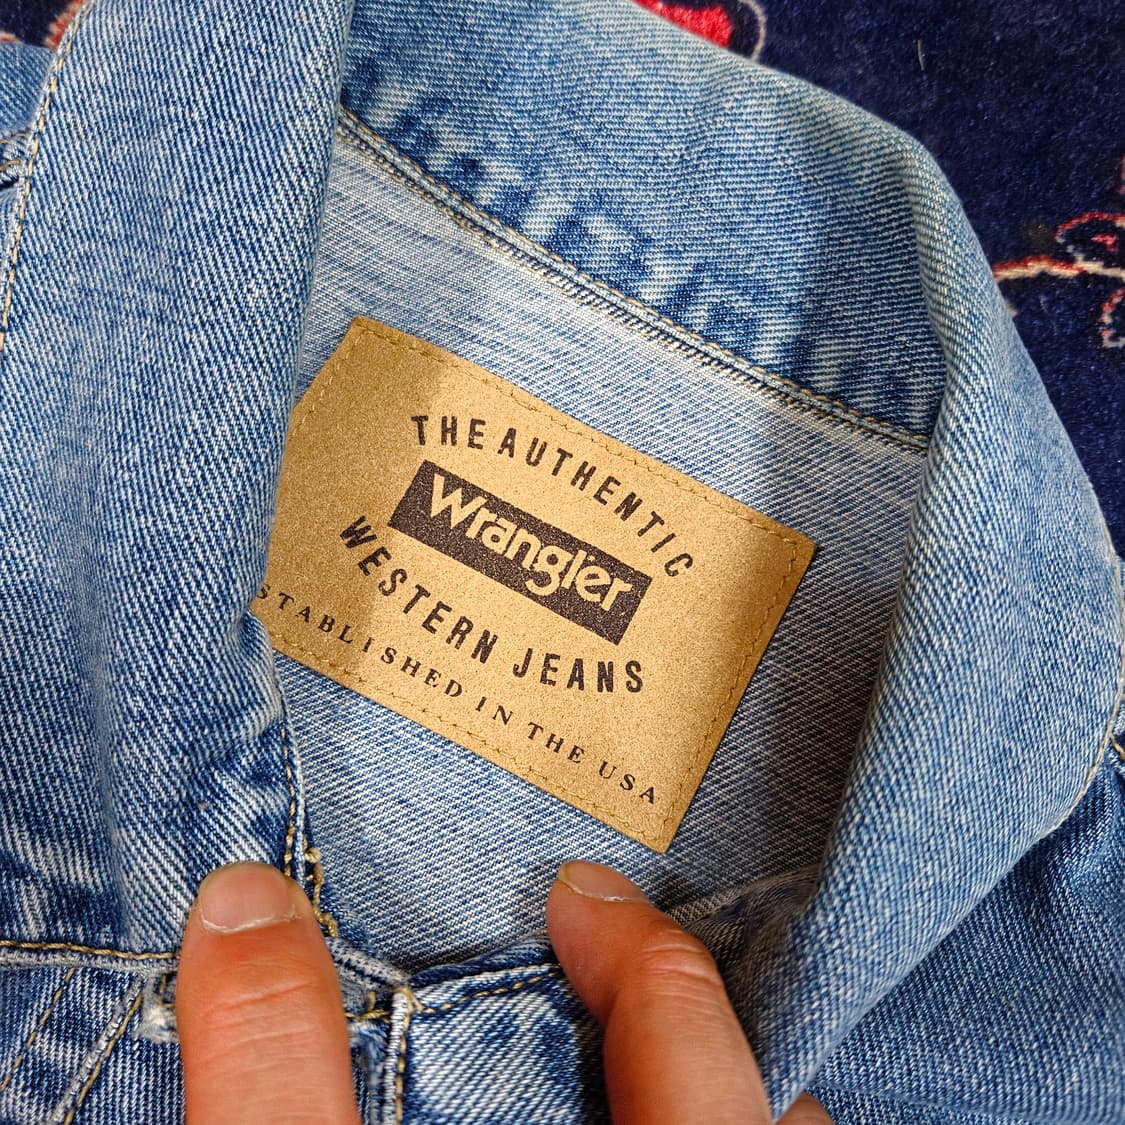 THE AUTHENTIC
Wrangler
WESTERN JEANS
ESTABLISHED IN THE USA